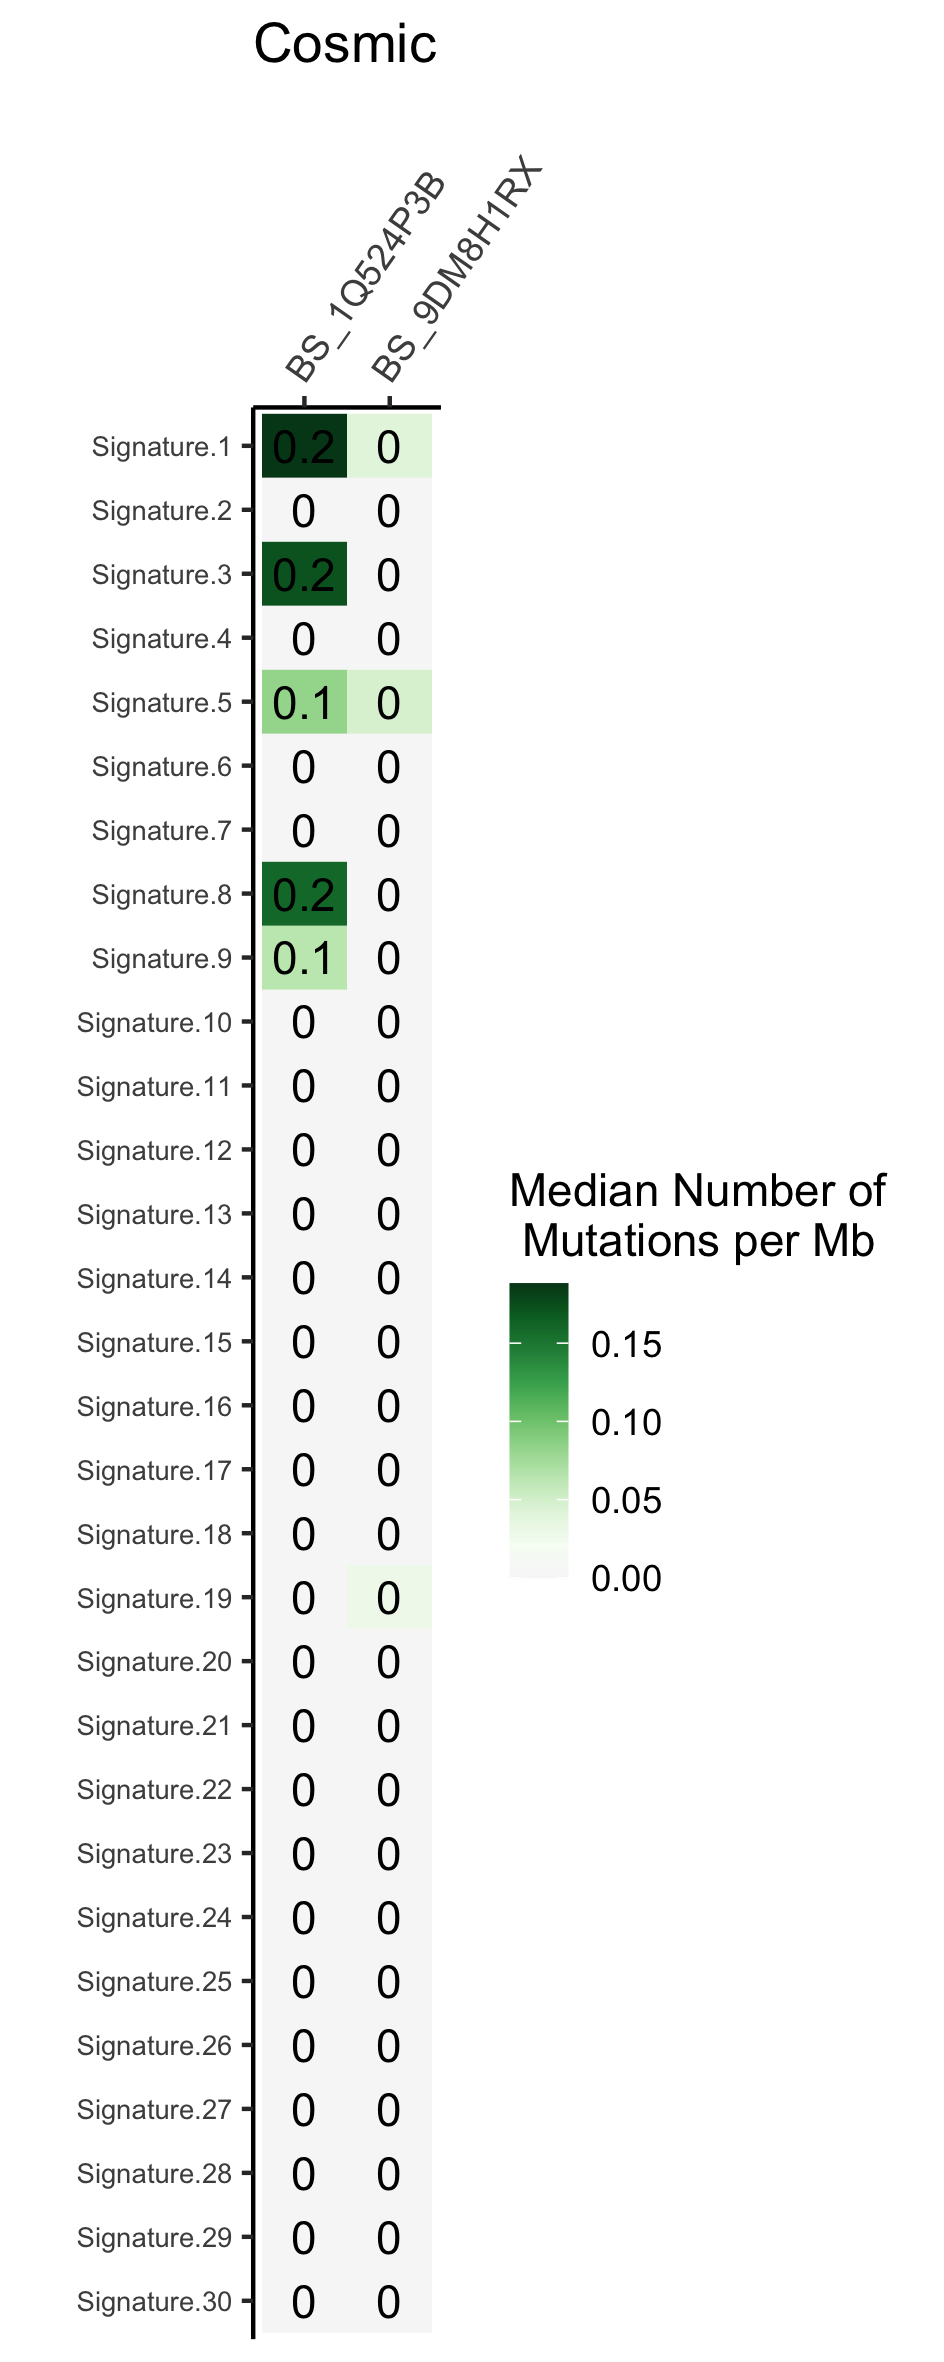 Cosmic
BS_1Q524P3B
BS_9DM8H1RX
Signature.1 0.2 0
Signature.2 0 0
Signature.3 0.2 0
Signature.4 0 0
Signature.5 0.1 0
Signature.6 0 0
Signature.7 0 0
Signature.8 0.2 0
Signature.9 0.1 0
Signature.10 0 0
Signature.11 0 0
Signature.12 0 0
Signature.13 0 0
Signature.14 0 0
Signature.15 0 0
Signature.16 0 0
Signature.17 0 0
Signature.18 0 0
Signature.19 0 0
Signature.20 0 0
Signature.21 0 0
Signature.22 0 0
Signature.23 0 0
Signature.24 0 0
Signature.25 0 0
Signature.26 0 0
Signature.27 0 0
Signature.28 0 0
Signature.29 0 0
Signature.30 0 0
Median Number of
Mutations per Mb
0.15
0.10
0.05
0.00